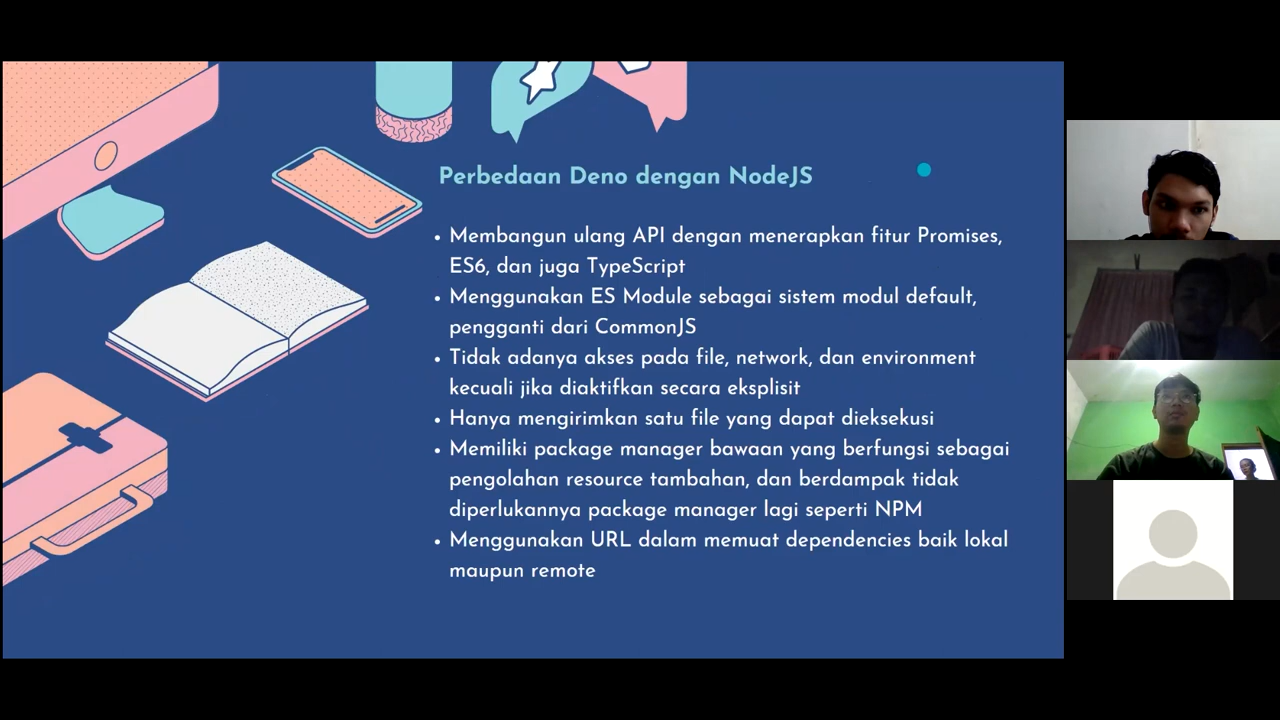 Perbedaan Deno dengan NodeJS
• Membangun ulang API dengan menerapkan fitur Promises,
ES6, dan juga TypeScript
• Menggunakan ES Module sebagai sistem modul default,
pengganti dari CommonJS
• Tidak adanya akses pada file, network, dan environment
kecuali jika diaktifkan secara eksplisit
• Hanya mengirimkan satu file yang dapat dieksekusi
• Memiliki package manager bawaan yang berfungsi sebagai
pengolahan resource tambahan, dan berdampak tidak
diperlukannya package manager lagi seperti NPM
• Menggunakan URL dalam memuat dependencies baik lokal
maupun remote